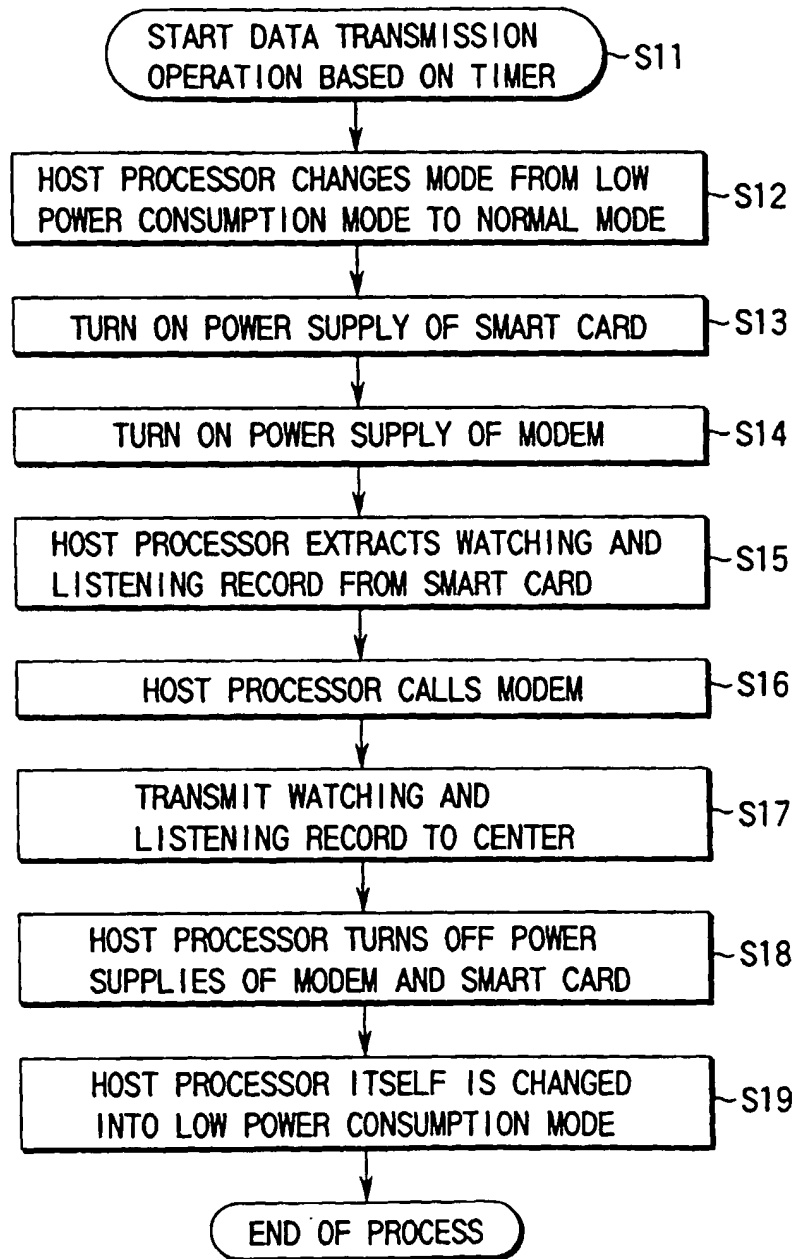 START DATA TRANSMISSION
OPERATION BASED ON TIMER
S11
HOST PROCESSOR CHANGES MODE FROM LOW
POWER CONSUMPTION MODE TO NORMAL MODE
S12
TURN ON POWER SUPPLY OF SMART CARD
S13
TURN ON POWER SUPPLY OF MODEM
S14
HOST PROCESSOR EXTRACTS WATCHING AND
LISTENING RECORD FROM SMART CARD
S15
HOST PROCESSOR CALLS MODEM
S16
TRANSMIT WATCHING AND
LISTENING RECORD TO CENTER
S17
HOST PROCESSOR TURNS OFF POWER
SUPPLIES OF MODEM AND SMART CARD
S18
HOST PROCESSOR ITSELF IS CHANGED
INTO LOW POWER CONSUMPTION MODE
S19
END OF PROCESS